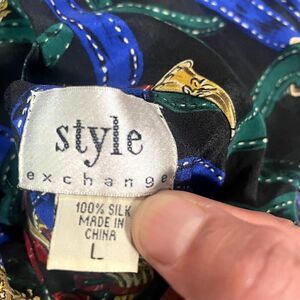 style
exchange
100% SILK
MADE IN
CHINA
L